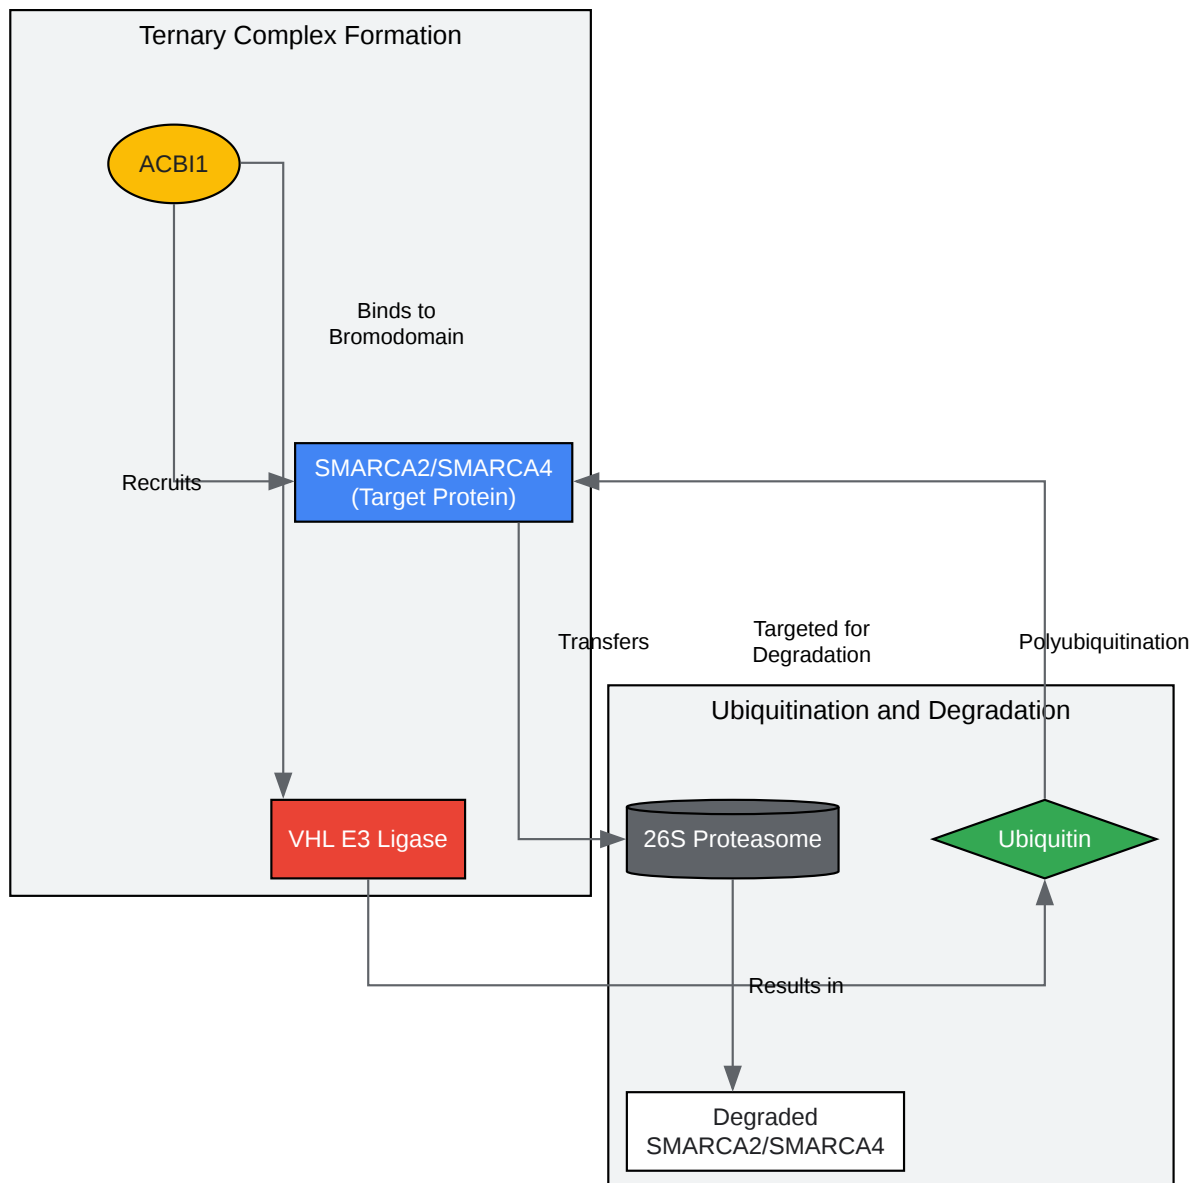 Ternary Complex Formation
ACBI1
Binds to
Bromodomain
SMARCA2/SMARCA4
(Target Protein)
Recruits
Transfers
Targeted for
Degradation
Polyubiquitination
Ubiquitination and Degradation
VHL E3 Ligase
26S Proteasome
Ubiquitin
Results in
Degraded
SMARCA2/SMARCA4